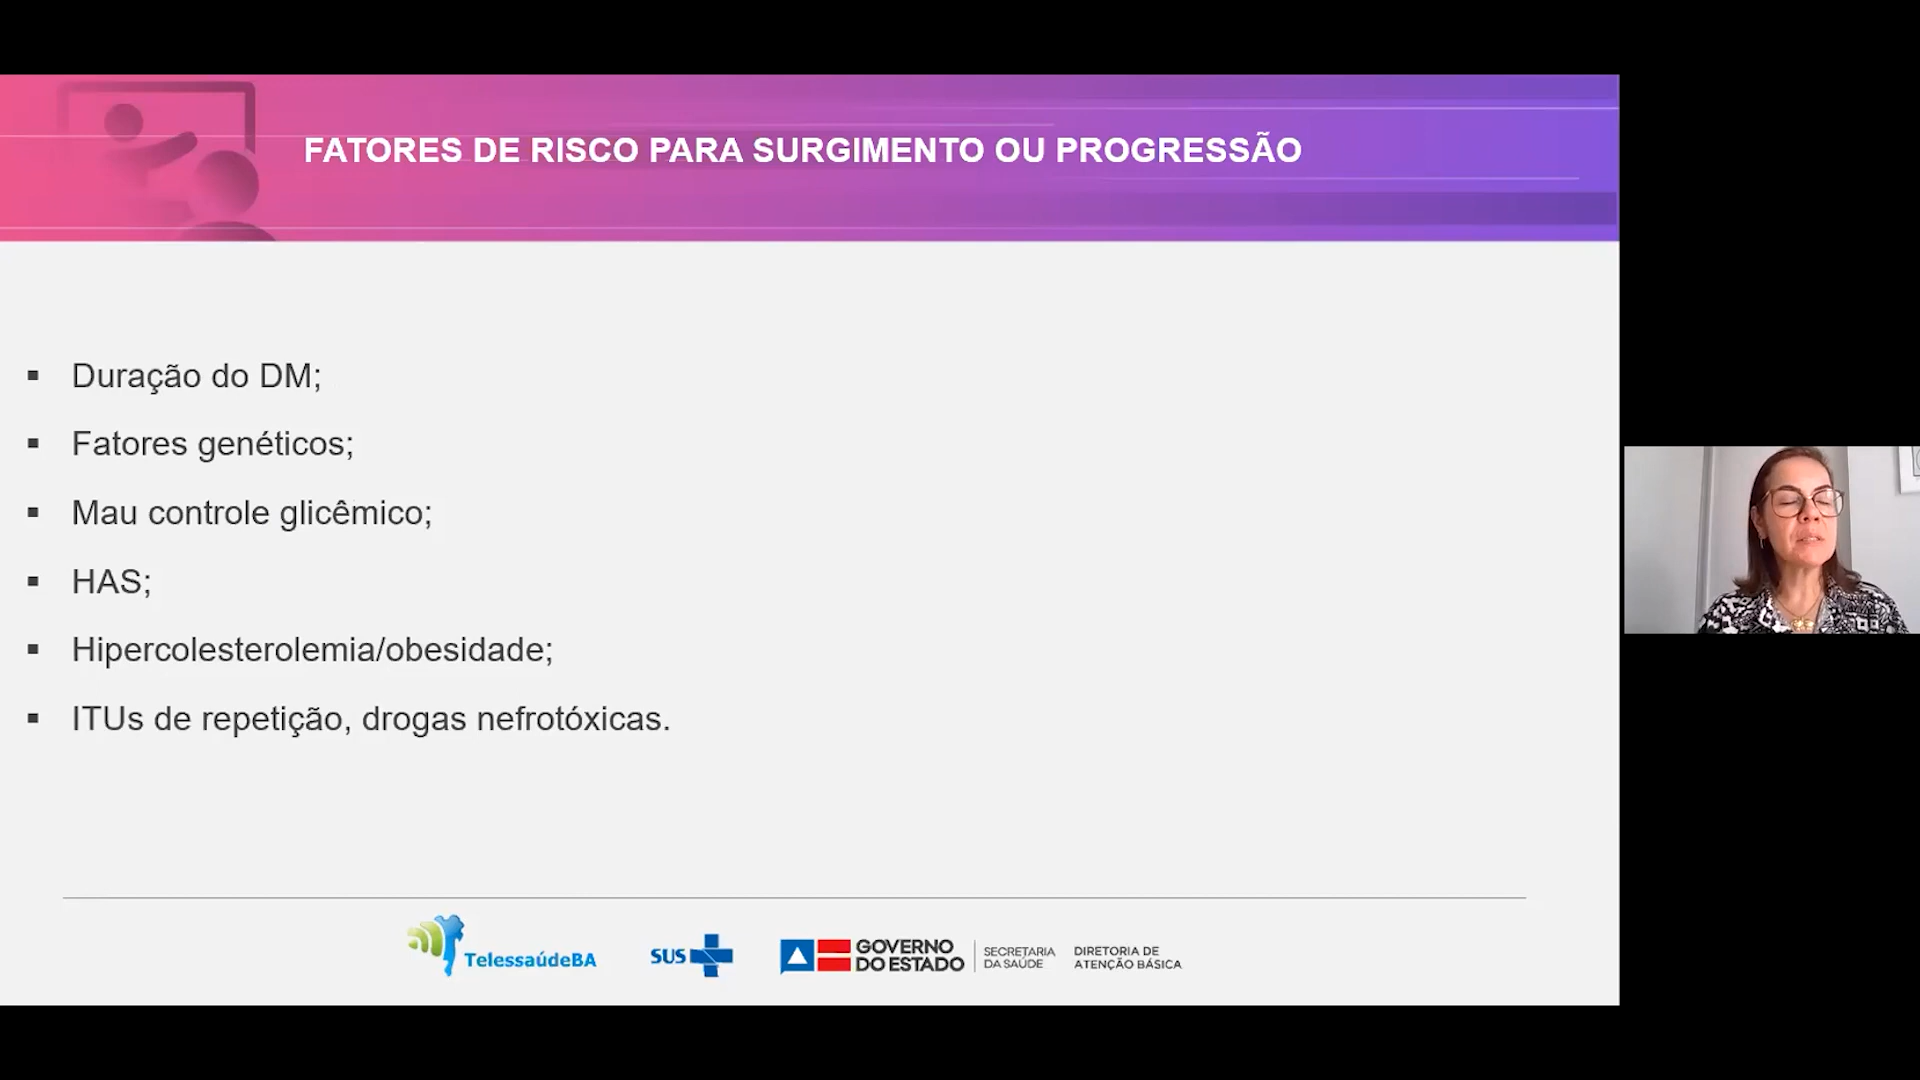 FATORES DE RISCO PARA SURGIMENTO OU PROGRESSÃO
▪ Duração do DM;
▪ Fatores genéticos;
▪ Mau controle glicêmico;
▪ HAS;
▪ Hipercolesterolemia/obesidade;
▪ ITUs de repetição, drogas nefrotóxicas.
TelessaúdeBA
SUS
GOVERNO
DO ESTADO
SECRETARIA
DA SAÚDE
DIRETORIA DE
ATENÇÃO BÁSICA